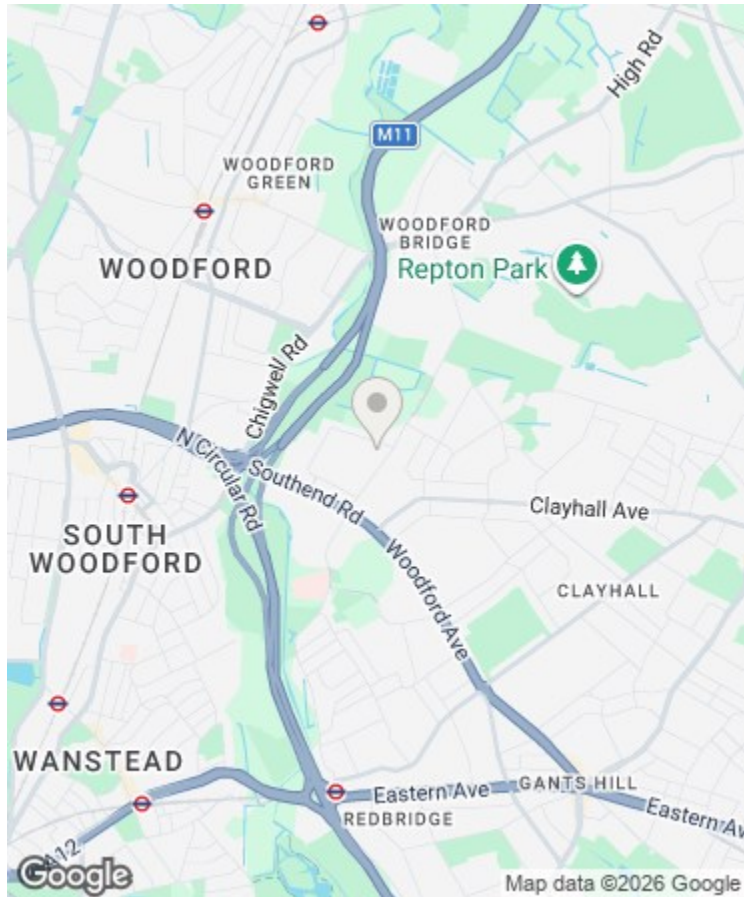 High Rd
M11
WOODFORD
GREEN
WOODFORD
BRIDGE
WOODFORD
Repton Park
Chigwell Rd
N Circular Rd
Southend Rd
Clayhall Ave
SOUTH
WOODFORD
Woodford Ave
CLAYHALL
WANSTEAD
Eastern Ave
GANTS HILL
REDBRIDGE
Eastern Av
A12
Google
Map data ©2026 Google